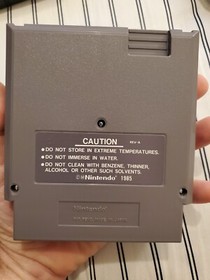 CAUTION
• DO NOT STORE IN EXTREME TEMPERATURES.
• DO NOT IMMERSE IN WATER.
• DO NOT CLEAN WITH BENZENE, THINNER,
ALCOHOL OR OTHER SUCH SOLVENTS.
©Nintendo 1985
Nintendo